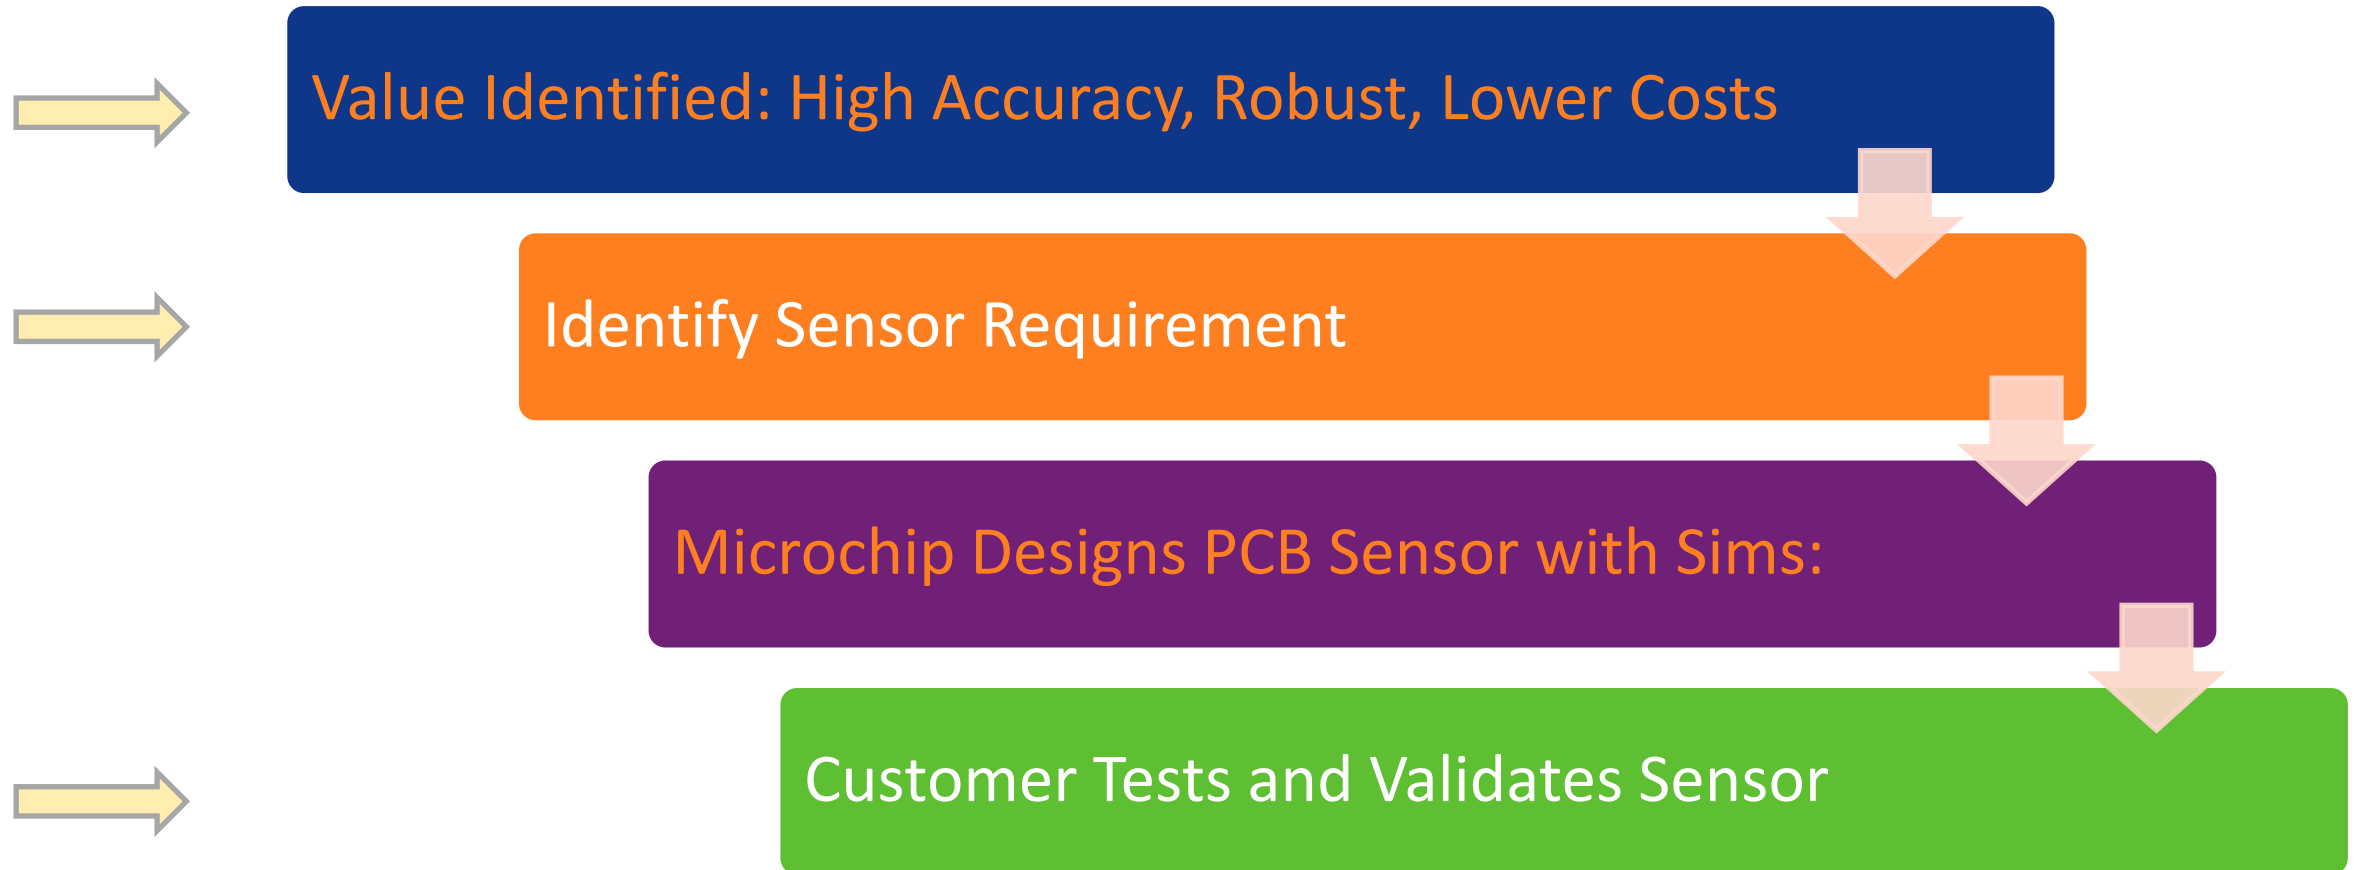 Value Identified: High Accuracy, Robust, Lower Costs
Identify Sensor Requirement
Microchip Designs PCB Sensor with Sims:
Customer Tests and Validates Sensor